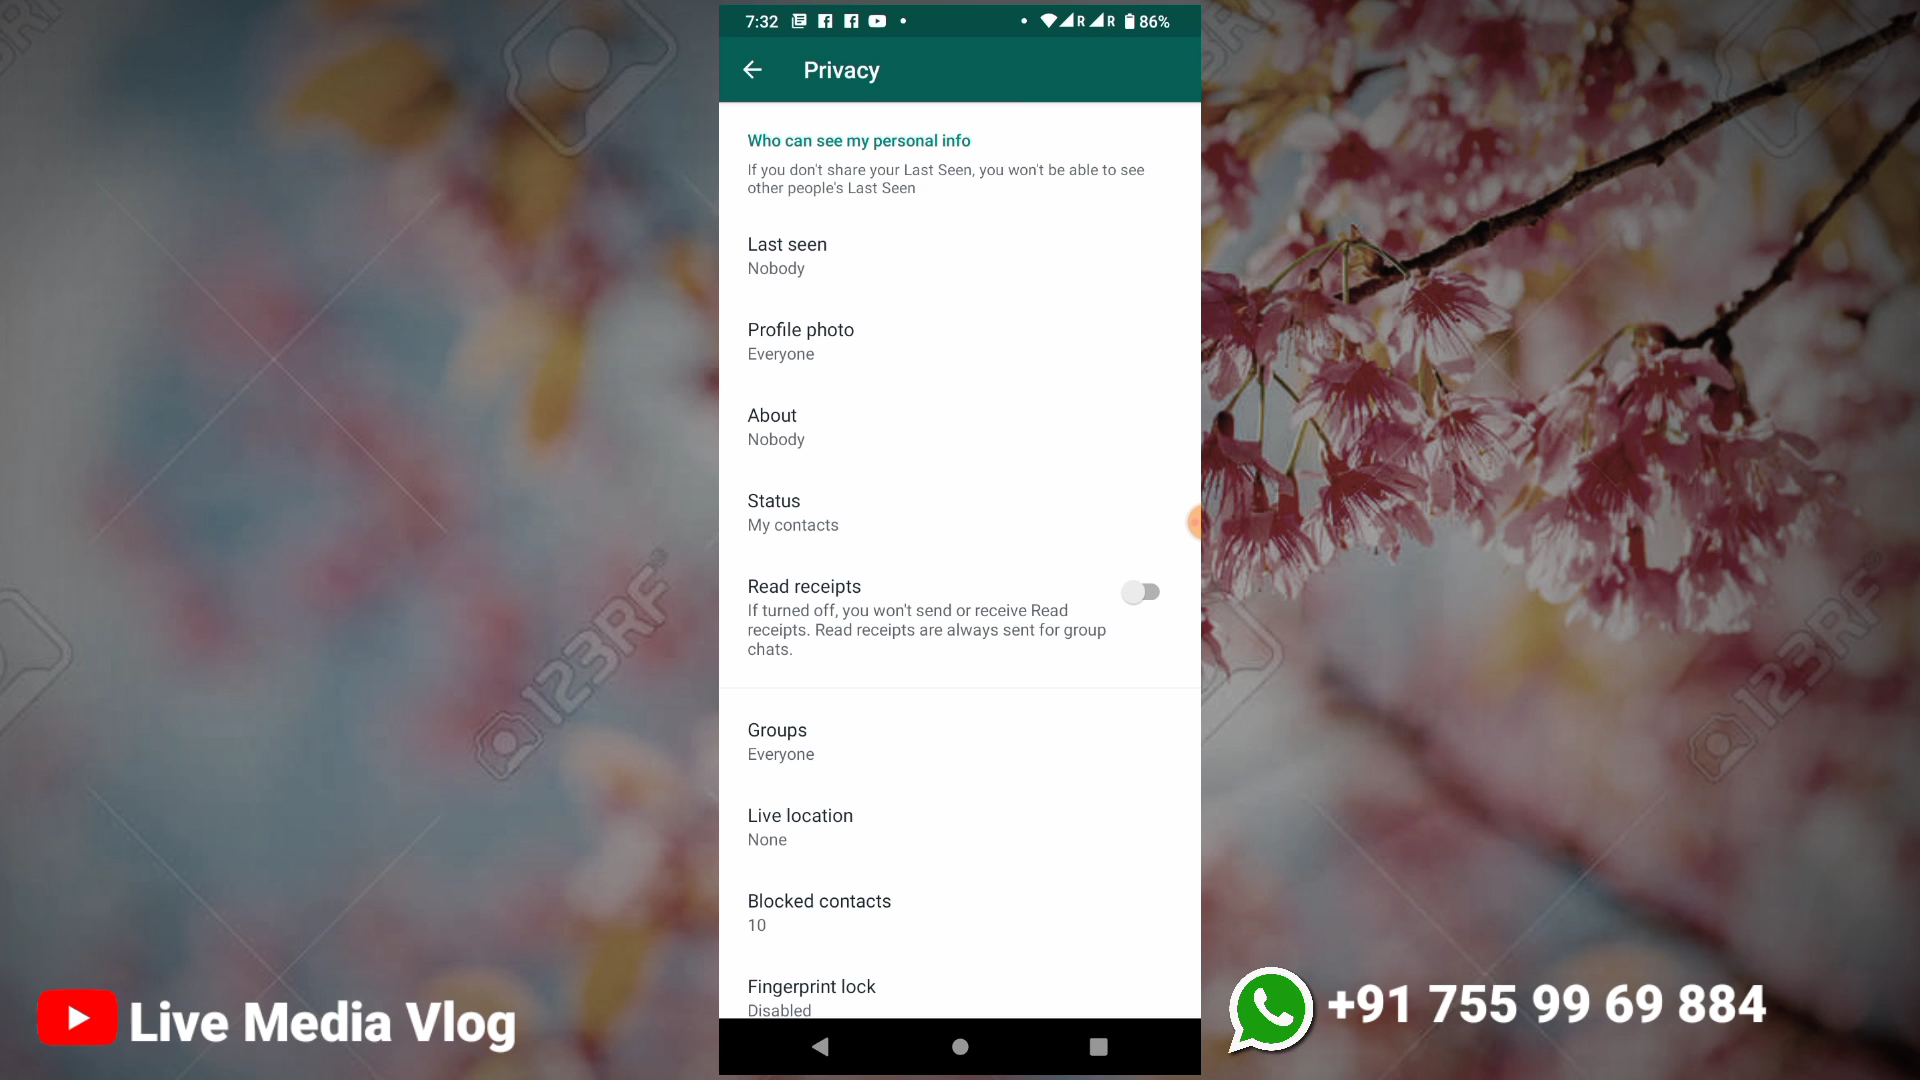 7:32
R
R
86%
Privacy
Who can see my personal info
If you don't share your Last Seen, you won't be able to see
other people's Last Seen
Last seen
Nobody
Profile photo
Everyone
About
Nobody
Status
My contacts
Read receipts
If turned off, you won't send or receive Read
receipts. Read receipts are always sent for group
chats.
Groups
Everyone
Live location
None
Blocked contacts
10
Fingerprint lock
Disabled
Live Media Vlog
+91 755 99 69 884
123RF®
123RF